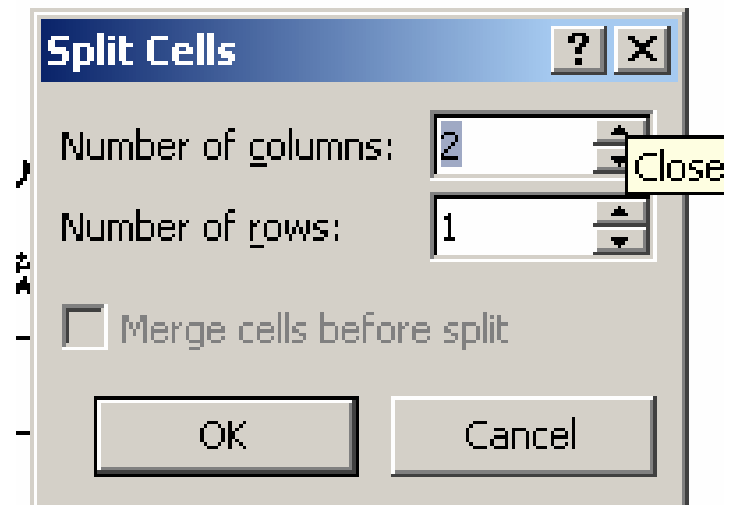 Split Cells ?
Number of columns: 2
Close
Number of rows: 1
Merge cells before split
OK Cancel